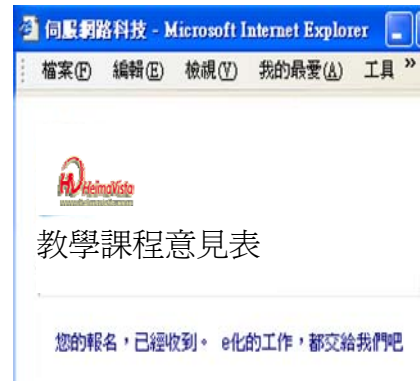 伺服網路科技 - Microsoft Internet Explorer
檔案(F) 編輯(E) 檢視(V) 我的最愛(A) 工具 »
HV HeimaVista
教學課程意見表
您的報名，已經收到。 e化的工作，都交給我們吧